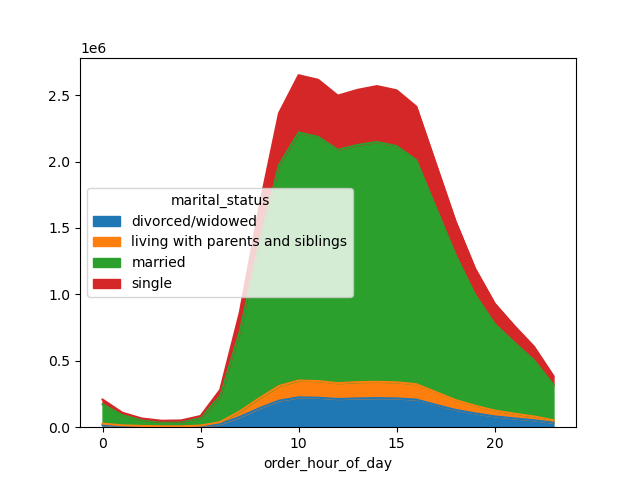 1e6
2.5
2.0
1.5
1.0
0.5
0.0
marital_status
divorced/widowed
living with parents and siblings
married
single
0 5 10 15 20
order_hour_of_day